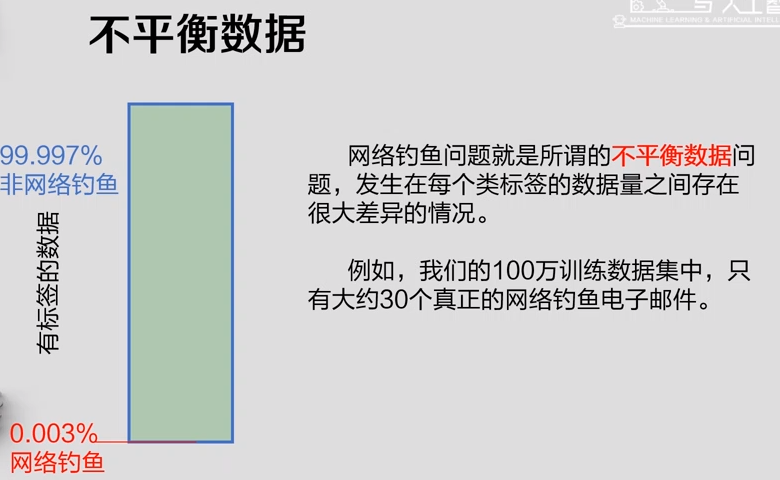 不平衡数据
MACHINE LEARNING & ARTIFICIAL INTELL
99.997%
非网络钓鱼
有标签的数据
0.003%
网络钓鱼
网络钓鱼问题就是所谓的不平衡数据问
题，发生在每个类标签的数据量之间存在
很大差异的情况。
例如，我们的100万训练数据集中，只
有大约30个真正的网络钓鱼电子邮件。